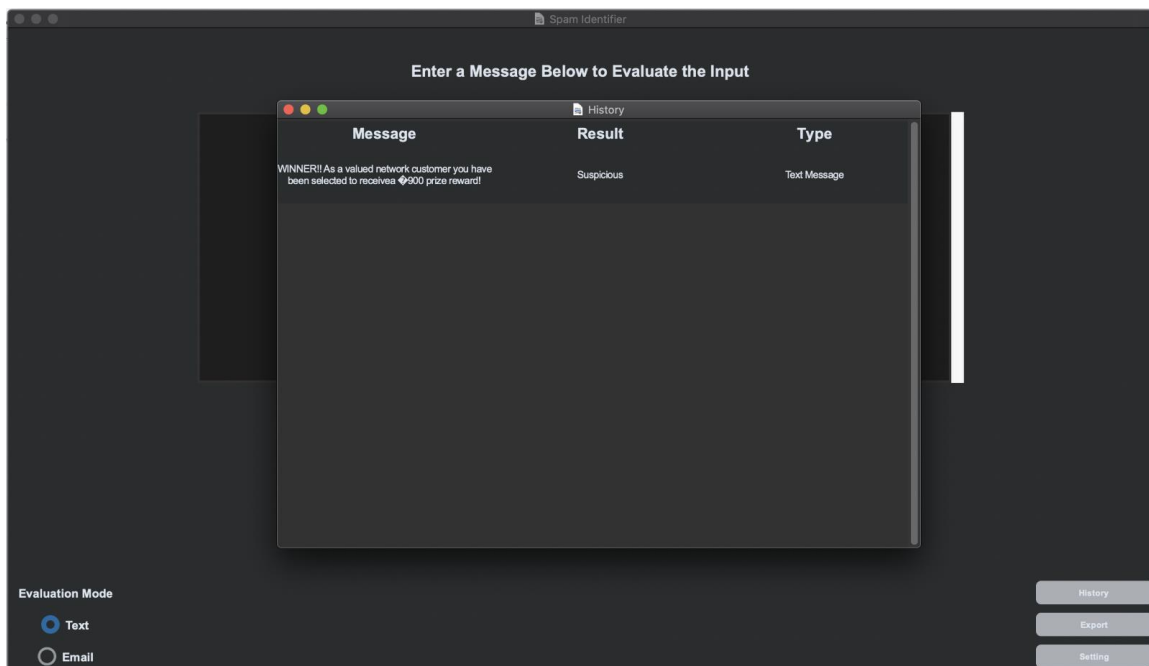 Spam Identifier
Enter a Message Below to Evaluate the Input
History
Message Result Type
WINNER!! As a valued network customer you have
been selected to receivea �900 prize reward!
Suspicious
Text Message
Evaluation Mode
Text
Email
History
Export
Setting